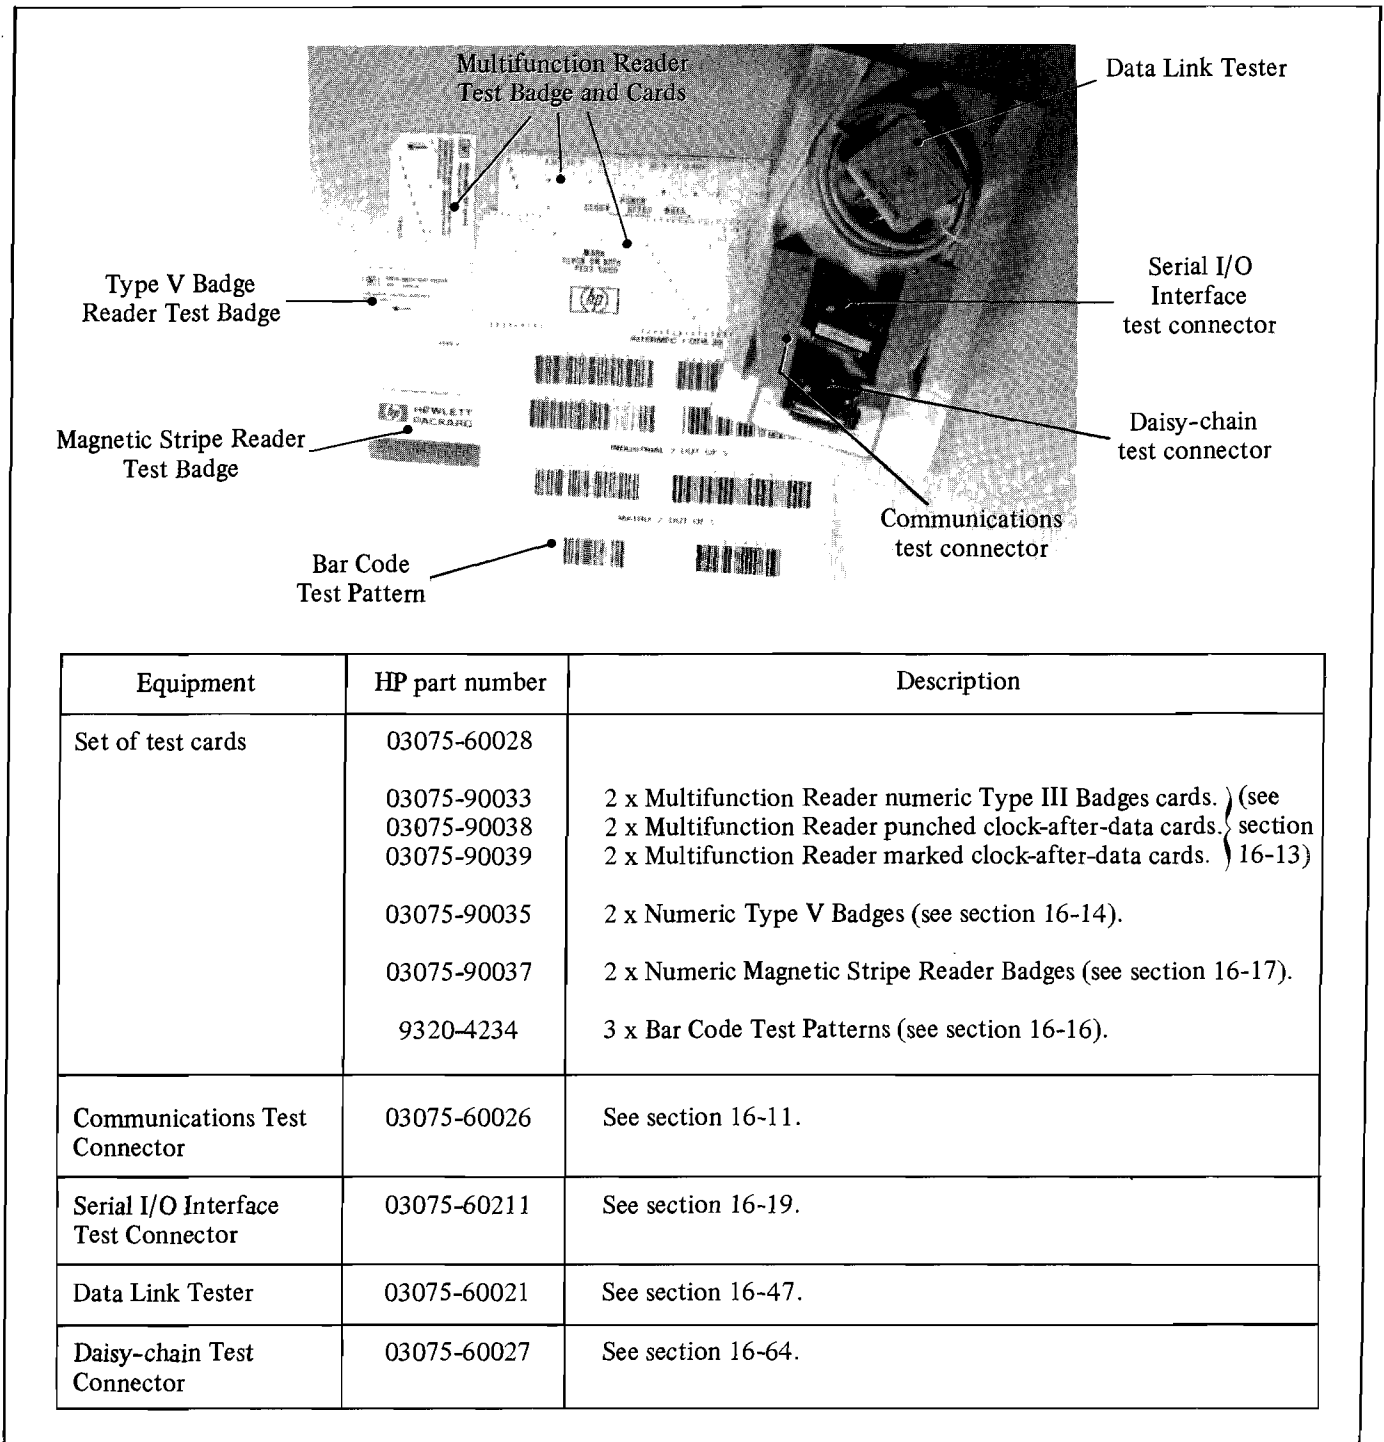 Multifunction Reader
Test Badge and Cards
Data Link Tester
Type V Badge
Reader Test Badge
Serial I/O
Interface
test connector
hp
HEWLETT
PACKARD
Magnetic Stripe Reader
Test Badge
Daisy-chain
test connector
Communications
test connector
Bar Code
Test Pattern
Equipment HP part number Description
Set of test cards 03075-60028
03075-90033 2 x Multifunction Reader numeric Type III Badges cards. (see
03075-90038 2 x Multifunction Reader punched clock-after-data cards. section
03075-90039 2 x Multifunction Reader marked clock-after-data cards. 16-13)
03075-90035 2 x Numeric Type V Badges (see section 16-14).
03075-90037 2 x Numeric Magnetic Stripe Reader Badges (see section 16-17).
9320-4234 3 x Bar Code Test Patterns (see section 16-16).
Communications Test 03075-60026 See section 16-11.
Connector
Serial I/O Interface 03075-60211 See section 16-19.
Test Connector
Data Link Tester 03075-60021 See section 16-47.
Daisy-chain Test 03075-60027 See section 16-64.
Connector